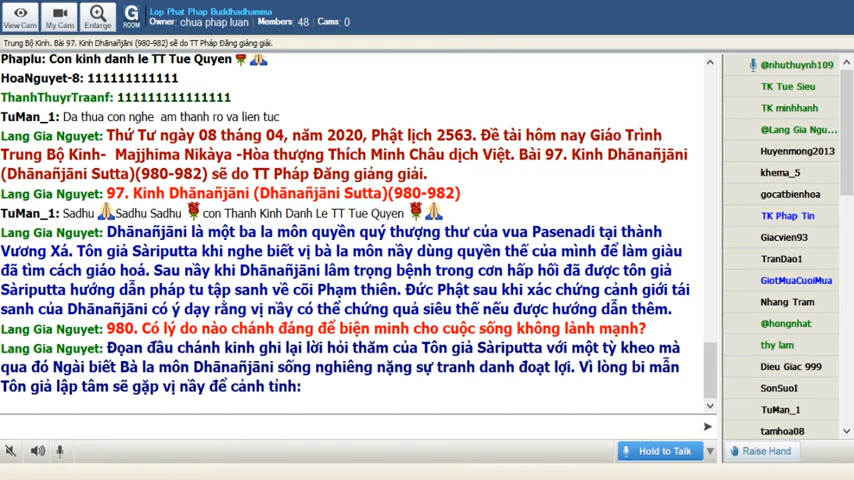 View Cam
My Cam
Enlarge
G
ROOM
Lop Phat Phap Buddhadhamma
Owner: chua phap luan / Members: 48 / Cams: 0
Trung Bộ Kinh. Bài 97. Kinh Dhānañjāni (980-982) sẽ do TT Pháp Đăng giảng giải.
Phaplu: Con kinh danh le TT Tue Quyen
HoaNguyet-8: 111111111111
ThanhThuyrTraanf: 11111111111111
TuMan_1: Da thua con nghe am thanh ro va lien tuc
Lang Gia Nguyet: Thứ Tư ngày 08 tháng 04, năm 2020, Phật lịch 2563. Đề tài hôm nay Giáo Trình
Trung Bộ Kinh- Majjhima Nikàya -Hòa thượng Thích Minh Châu dịch Việt. Bài 97. Kinh Dhānañjāni
(Dhānañjāni Sutta)(980-982) sẽ do TT Pháp Đăng giảng giải.
Lang Gia Nguyet: 97. Kinh Dhānañjāni (Dhānañjāni Sutta)(980-982)
TuMan_1: Sadhu Sadhu Sadhu con Thanh Kinh Danh Le TT Tue Quyen
Lang Gia Nguyet: Dhānañjāni là một ba la môn quyền quý thượng thư của vua Pasenadi tại thành
Vương Xá. Tôn giả Sàriputta khi nghe biết vị bà la môn nầy dùng quyền thế của mình để làm giàu
đã tìm cách giáo hoá. Sau nầy khi Dhānañjāni lâm trọng bệnh trong cơn hấp hối đã được tôn giả
Sàriputta hướng dẫn pháp tu tập sanh về cõi Phạm thiên. Đức Phật sau khi xác chứng cảnh giới tái
sanh của Dhānañjāni có ý dạy rằng vị nầy có thể chứng quả siêu thế nếu được hướng dẫn thêm.
Lang Gia Nguyet: 980. Có lý do nào chánh đáng để biện minh cho cuộc sống không lành mạnh?
Lang Gia Nguyet: Đọan đầu chánh kinh ghi lại lời hỏi thăm của Tôn giả Sàriputta với một tỳ kheo mà
qua đó Ngài biết Bà la môn Dhānañjāni sống nghiêng nặng sự tranh danh đoạt lợi. Vì lòng bi mẫn
Tôn giả lập tâm sẽ gặp vị nầy để cảnh tỉnh:
Hold to Talk
@nhuthuynh109
TK Tue Sieu
TK minhhanh
@Lang Gia Ngu...
Huyenmong2013
khema_5
gocatbienhoa
TK Phap Tin
Giacvien93
TranDao1
GiotMuaCuoiMua
Nhang Tram
@hongnhat
thy lam
Dieu Giac 999
SonSuoI
TuMan_1
tamhoa08
Raise Hand